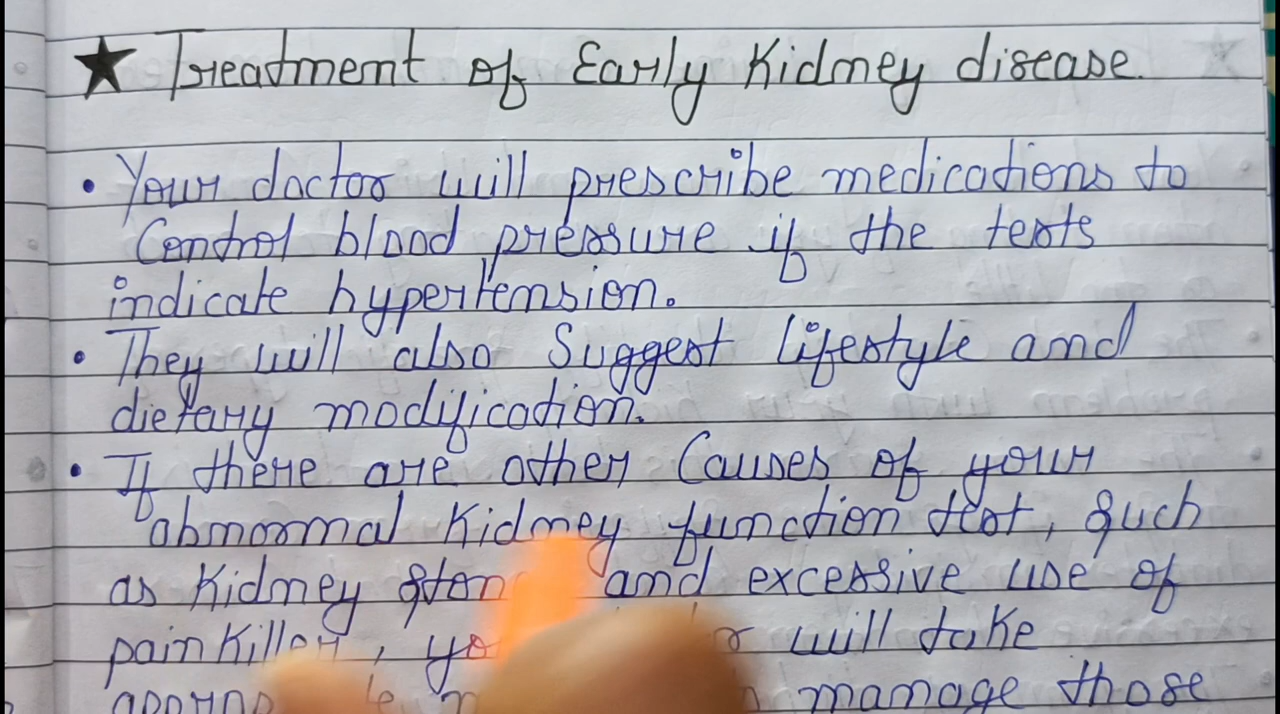 ★ Treatment of Early Kidney disease.
• Your doctor will prescribe medications to
Control blood pressure if the tests
indicate hypertension.
• They will also Suggest lifestyle and
dietary modification.
• If there are other Causes of your
abnormal Kidney function test, such
as Kidney and excessive use of
painkiller, will take
manage those